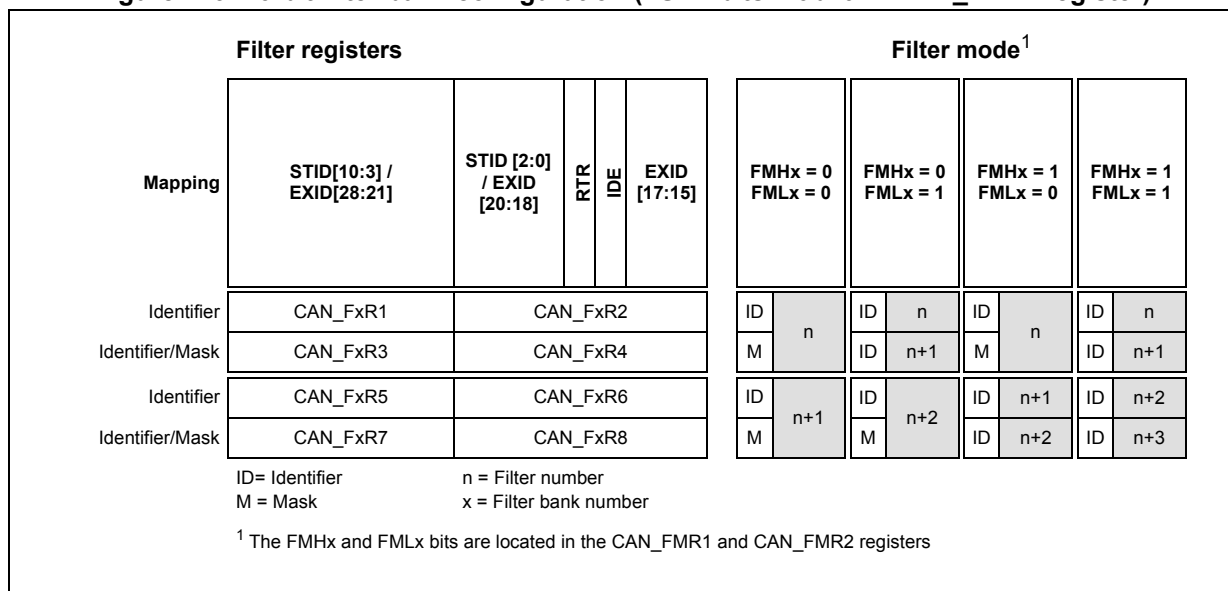 Filter registers
Filter mode1
Mapping
STID[10:3] /
EXID[28:21]
STID [2:0]
/ EXID
[20:18]
RTR
IDE
EXID
[17:15]
FMHx = 0
FMLx = 0
FMHx = 0
FMLx = 1
FMHx = 1
FMLx = 0
FMHx = 1
FMLx = 1
Identifier
CAN_FxR1
CAN_FxR2
ID
n
ID
n
ID
n
ID
n
Identifier/Mask
CAN_FxR3
CAN_FxR4
M
ID
n+1
M
ID
n+1
Identifier
CAN_FxR5
CAN_FxR6
ID
n+1
ID
n+2
ID
n+1
ID
n+2
Identifier/Mask
CAN_FxR7
CAN_FxR8
M
M
ID
n+2
ID
n+3
ID= Identifier
n = Filter number
M = Mask
x = Filter bank number
1 The FMHx and FMLx bits are located in the CAN_FMR1 and CAN_FMR2 registers